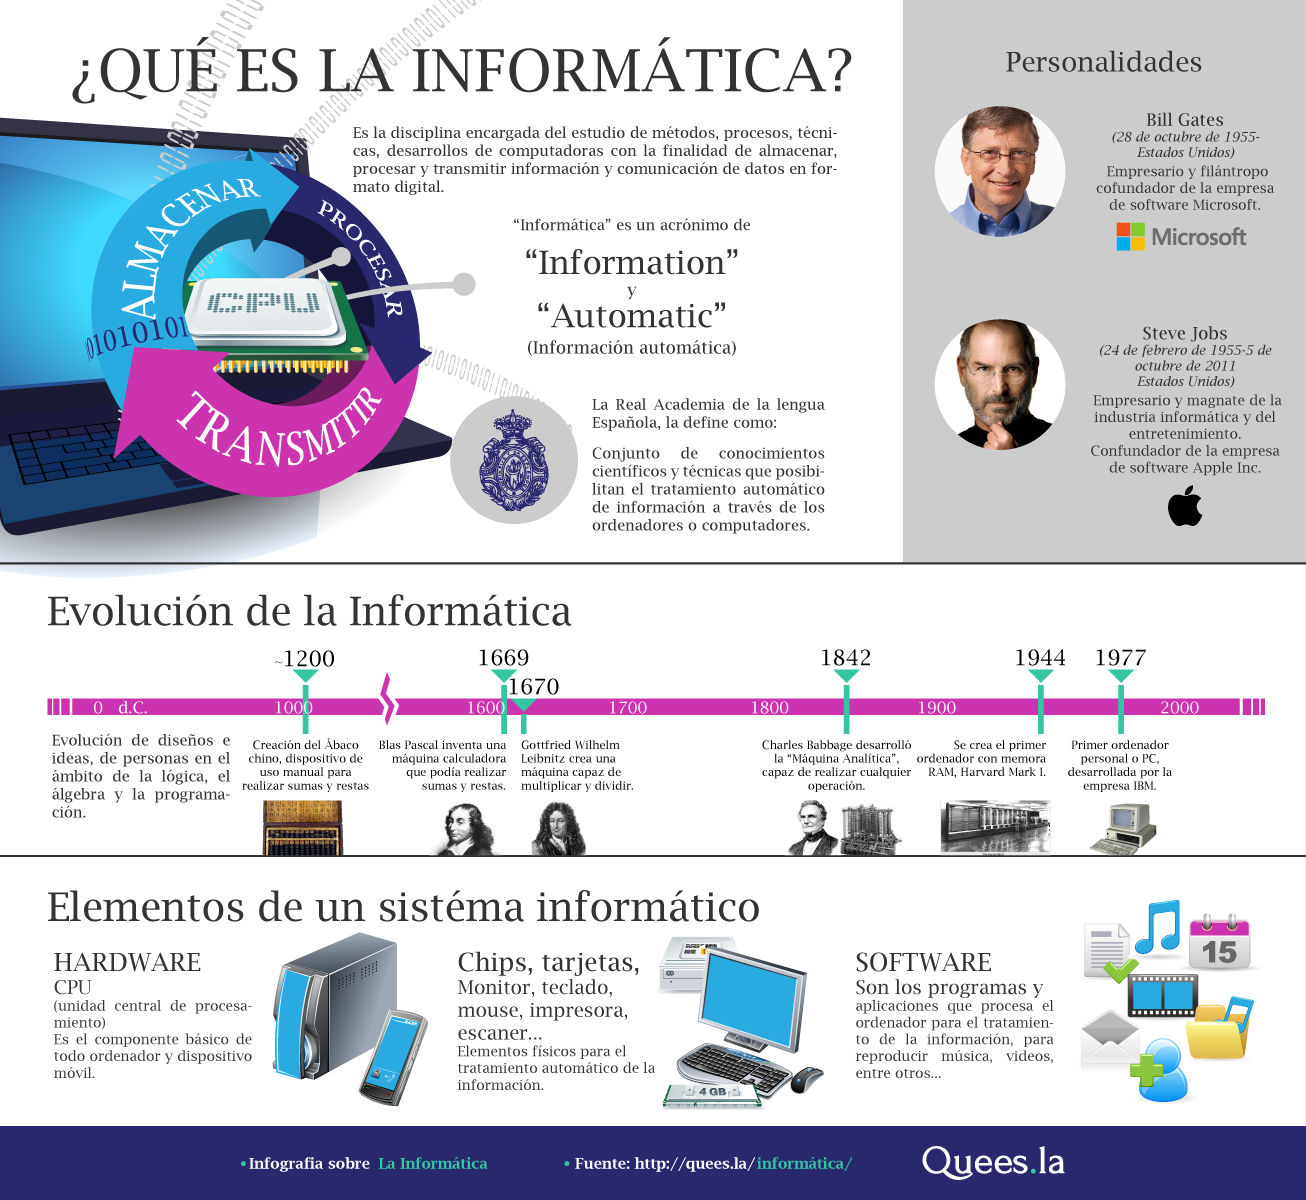 ¿QUÉ ES LA INFORMÁTICA?
Es la disciplina encargada del estudio de métodos, procesos, técni-
cas, desarrollos de computadoras con la finalidad de almacenar,
procesar y transmitir información y comunicación de datos en for-
mato digital.
ALMACENAR
PROCESAR
TRANSMITIR
CPU
“Informática” es un acrónimo de
“Information”
y
“Automatic”
(Información automática)
La Real Academia de la lengua
Española, la define como:
Conjunto de conocimientos
científicos y técnicas que posibi-
litan el tratamiento automático
de información a través de los
ordenadores o computadores.
Personalidades
Bill Gates
(28 de octubre de 1955-
Estados Unidos)
Empresario y filántropo
cofundador de la empresa
de software Microsoft.
Microsoft
Steve Jobs
(24 de febrero de 1955-5 de
octubre de 2011
Estados Unidos)
Empresario y magnate de la
industria informática y del
entretenimiento.
Confundador de la empresa
de software Apple Inc.
Evolución de la Informática
~1200
1669
1670
1842
1944
1977
0 d.C.
1000
1600
1700
1800
1900
2000
Evolución de diseños e
ideas, de personas en el
ámbito de la lógica, el
álgebra y la programa-
ción.
Creación del Ábaco
chino, dispositivo de
uso manual para
realizar sumas y restas
Blas Pascal inventa una
máquina calculadora
que podía realizar
sumas y restas.
Gottfried Wilhelm
Leibnitz crea una
máquina capaz de
multiplicar y dividir.
Charles Babbage desarrolló
la “Máquina Analítica”,
capaz de realizar cualquier
operación.
Se crea el primer
ordenador con memora
RAM, Harvard Mark I.
Primer ordenador
personal o PC,
desarrollada por la
empresa IBM.
Elementos de un sistéma informático
HARDWARE
CPU
(unidad central de procesa-
miento)
Es el componente básico de
todo ordenador y dispositivo
móvil.
Chips, tarjetas,
Monitor, teclado,
mouse, impresora,
escaner...
Elementos físicos para el
tratamiento automático de la
información.
4 GB
SOFTWARE
Son los programas y
aplicaciones que procesa el
ordenador para el tratamien-
to de la información, para
reproducir música, videos,
entre otros...
15
•Infografia sobre La Informática
• Fuente: http://quees.la/informática/
Quees.la